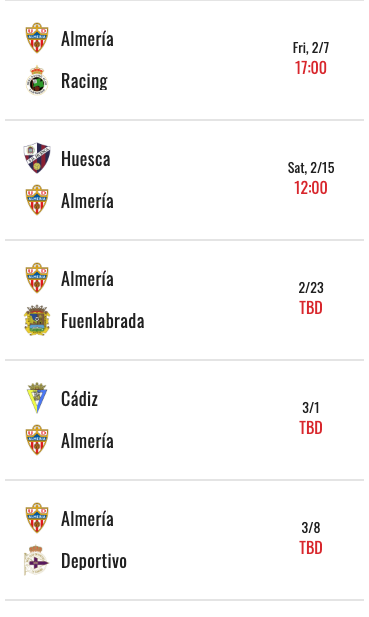 Almería
Fri, 2/7
Racing
17:00
Huesca
Sat, 2/15
Almería
12:00
Almería
2/23
Fuenlabrada
TBD
Cádiz
3/1
Almería
TBD
Almería
3/8
Deportivo
TBD